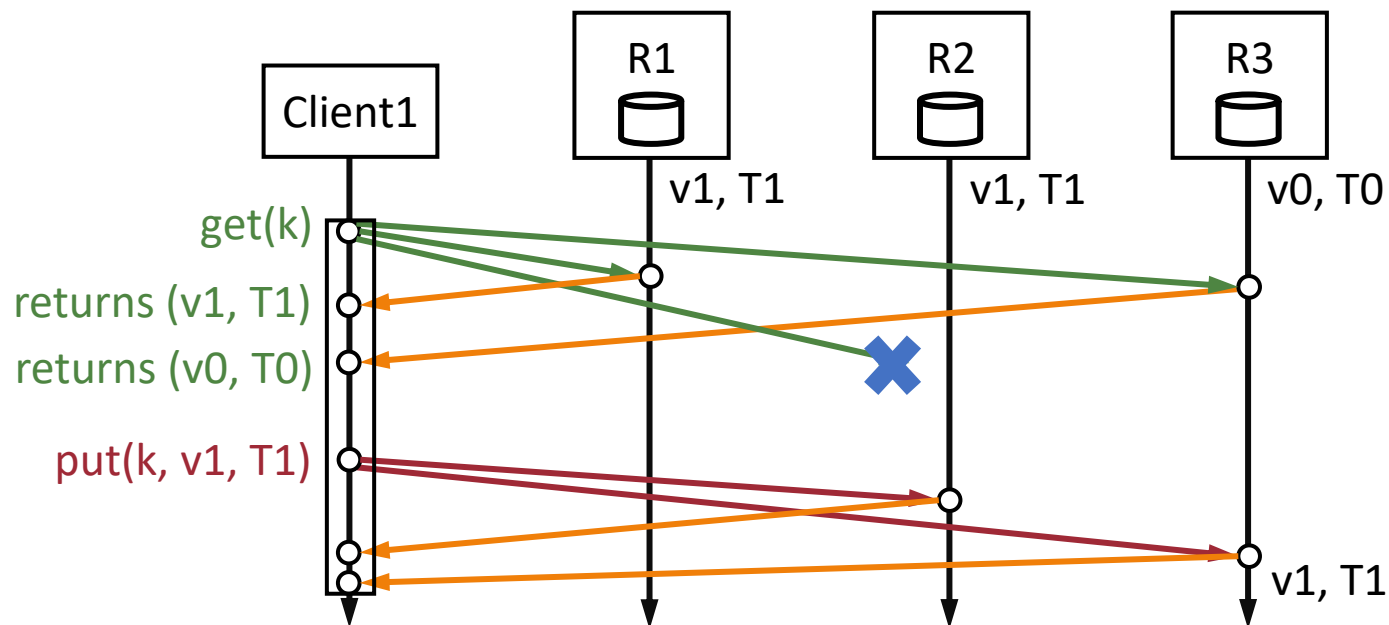 R1
R2
R3
Client1
v1, T1
v1, T1
v0, T0
get(k)
returns (v1, T1)
returns (v0, T0)
put(k, v1, T1)
v1, T1